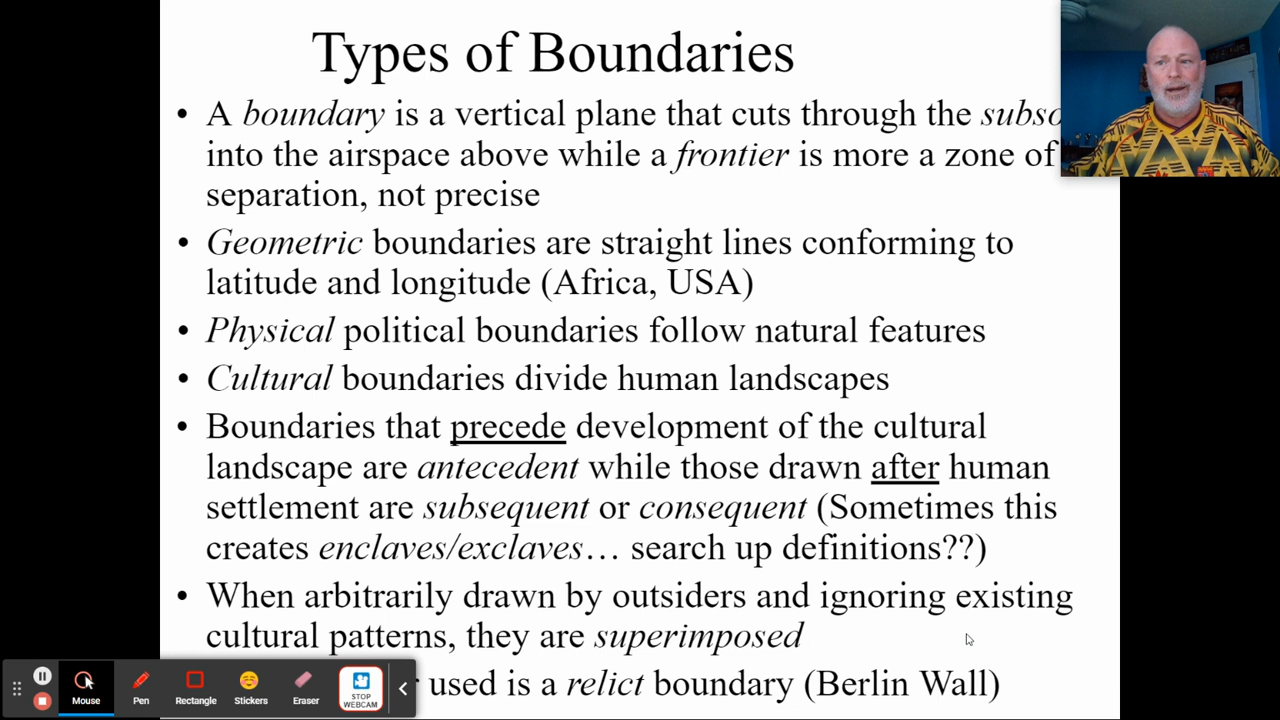 Types of Boundaries
• A boundary is a vertical plane that cuts through the
into the airspace above while a frontier is more a zone of
separation, not precise
• Geometric boundaries are straight lines conforming to
latitude and longitude (Africa, USA)
• Physical political boundaries follow natural features
• Cultural boundaries divide human landscapes
• Boundaries that precede development of the cultural
landscape are antecedent while those drawn after human
settlement are subsequent or consequent (Sometimes this
creates enclaves/exclaves… search up definitions??)
• When arbitrarily drawn by outsiders and ignoring existing
cultural patterns, they are superimposed
used is a relict boundary (Berlin Wall)
Mouse
Pen
Rectangle
Stickers
Eraser
STOP
WEBCAM